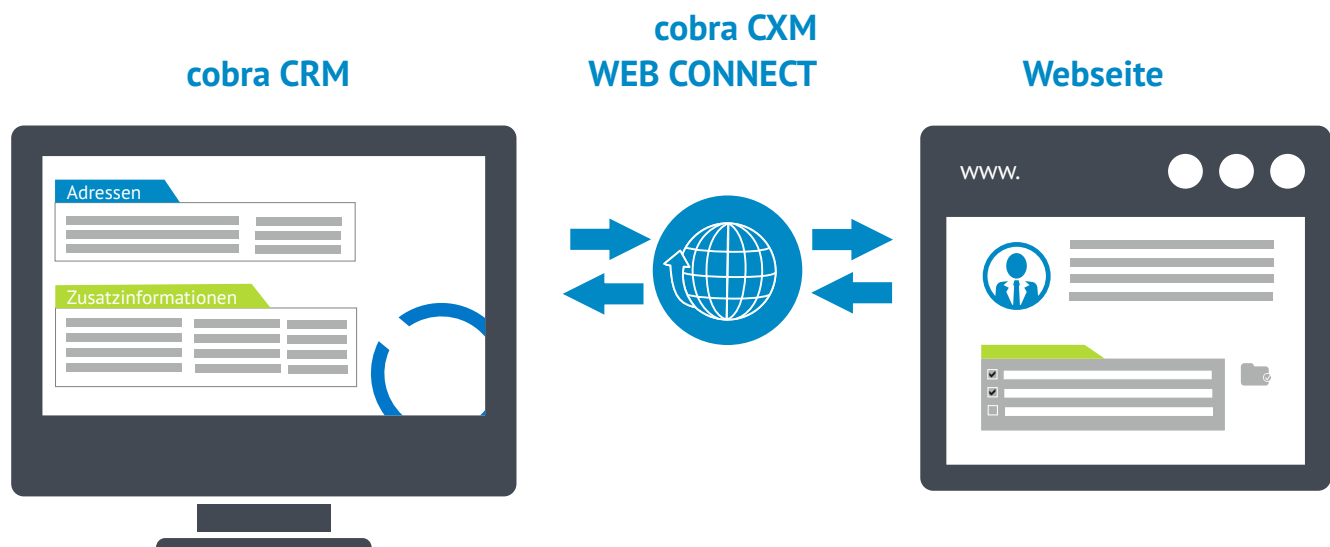 cobra CRM
cobra CXM
WEB CONNECT
Webseite
Adressen
Zusatzinformationen
www.